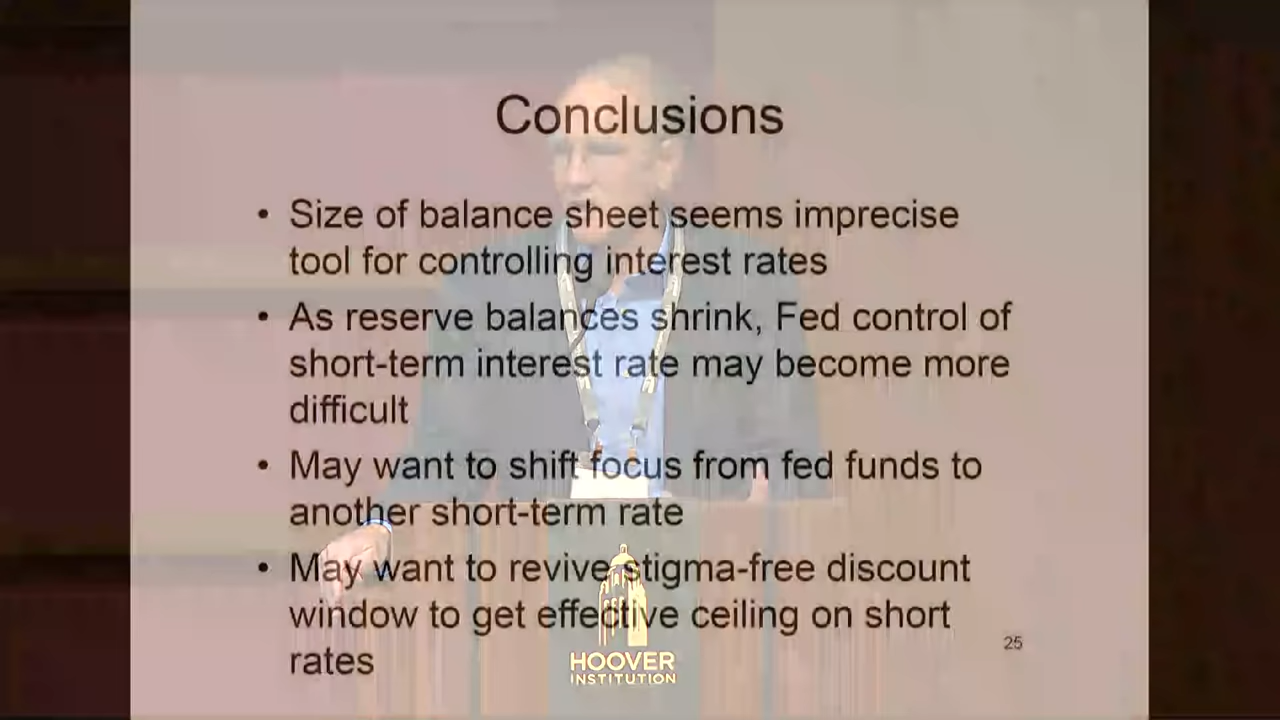 Conclusions
• Size of balance sheet seems imprecise
tool for controlling interest rates
• As reserve balances shrink, Fed control of
short-term interest rate may become more
difficult
• May want to shift focus from fed funds to
another short-term rate
• May want to revive stigma-free discount
window to get effective ceiling on short
rates
25
HOOVER
INSTITUTION